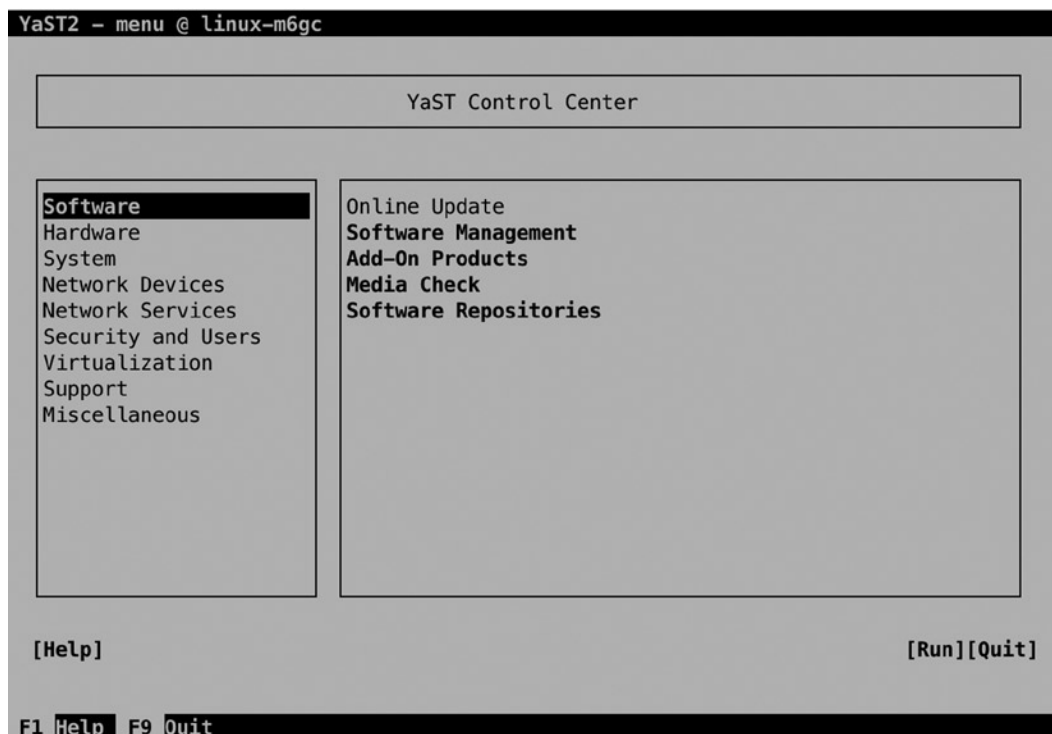 YaST2 – menu @ linux–m6gc
YaST Control Center
Software
Hardware
System
Network Devices
Network Services
Security and Users
Virtualization
Support
Miscellaneous
Online Update
Software Management
Add–On Products
Media Check
Software Repositories
[Help] [Run][Quit]
F1 Help F9 Quit